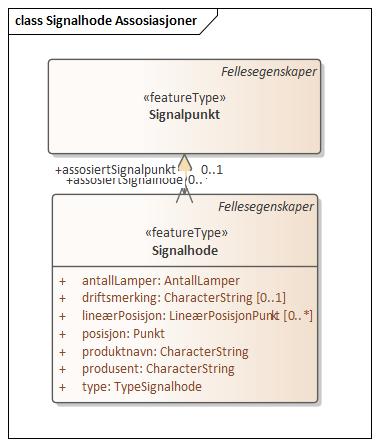 class Signalhode Assosiasjoner
Fellesegenskaper
«featureType»
Signalpunkt
+assosiertSignalpunkt 0..1
+assosiertSignalhode 0..*
Fellesegenskaper
«featureType»
Signalhode
+ antallLamper: AntallLamper
+ driftsmerking: CharacterString [0..1]
+ lineærPosisjon: LineærPosisjonPunkt [0..*]
+ posisjon: Punkt
+ produktnavn: CharacterString
+ produsent: CharacterString
+ type: TypeSignalhode